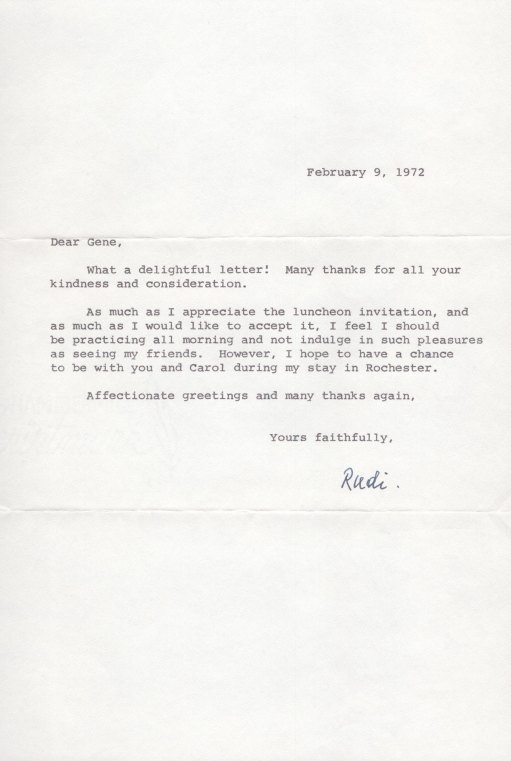 February 9, 1972
Dear Gene,
What a delightful letter! Many thanks for all your
kindness and consideration.
As much as I appreciate the luncheon invitation, and
as much as I would like to accept it, I feel I should
be practicing all morning and not indulge in such pleasures
as seeing my friends. However, I hope to have a chance
to be with you and Carol during my stay in Rochester.
Affectionate greetings and many thanks again,
Yours faithfully,
Rudi.